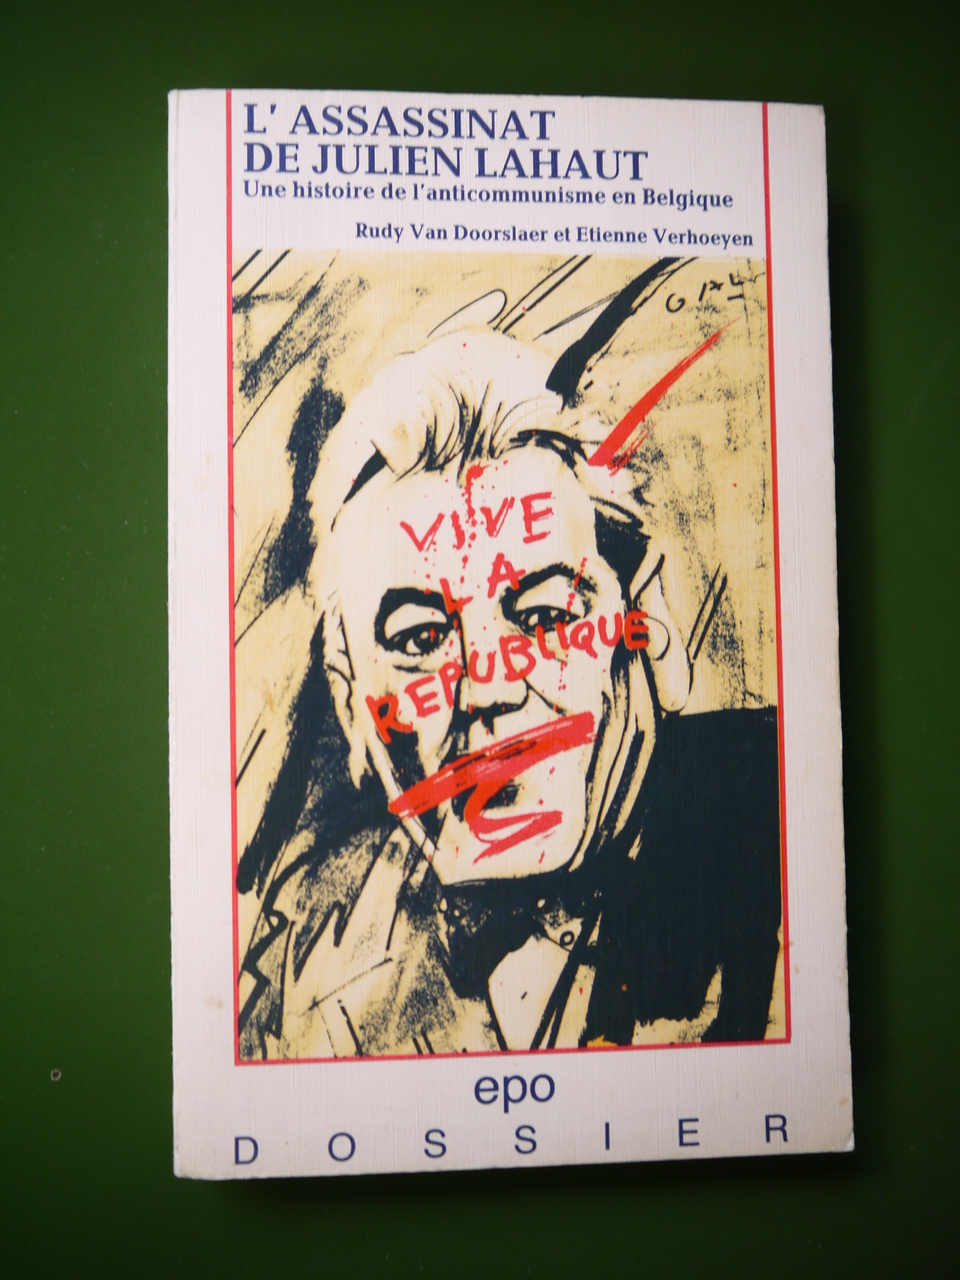 L' ASSASSINAT
DE JULIEN LAHAUT
Une histoire de l'anticommunisme en Belgique
Rudy Van Doorslaer et Etienne Verhoeyen
VIVE
LA
REPUBLIQUE
epo
DOSSIER